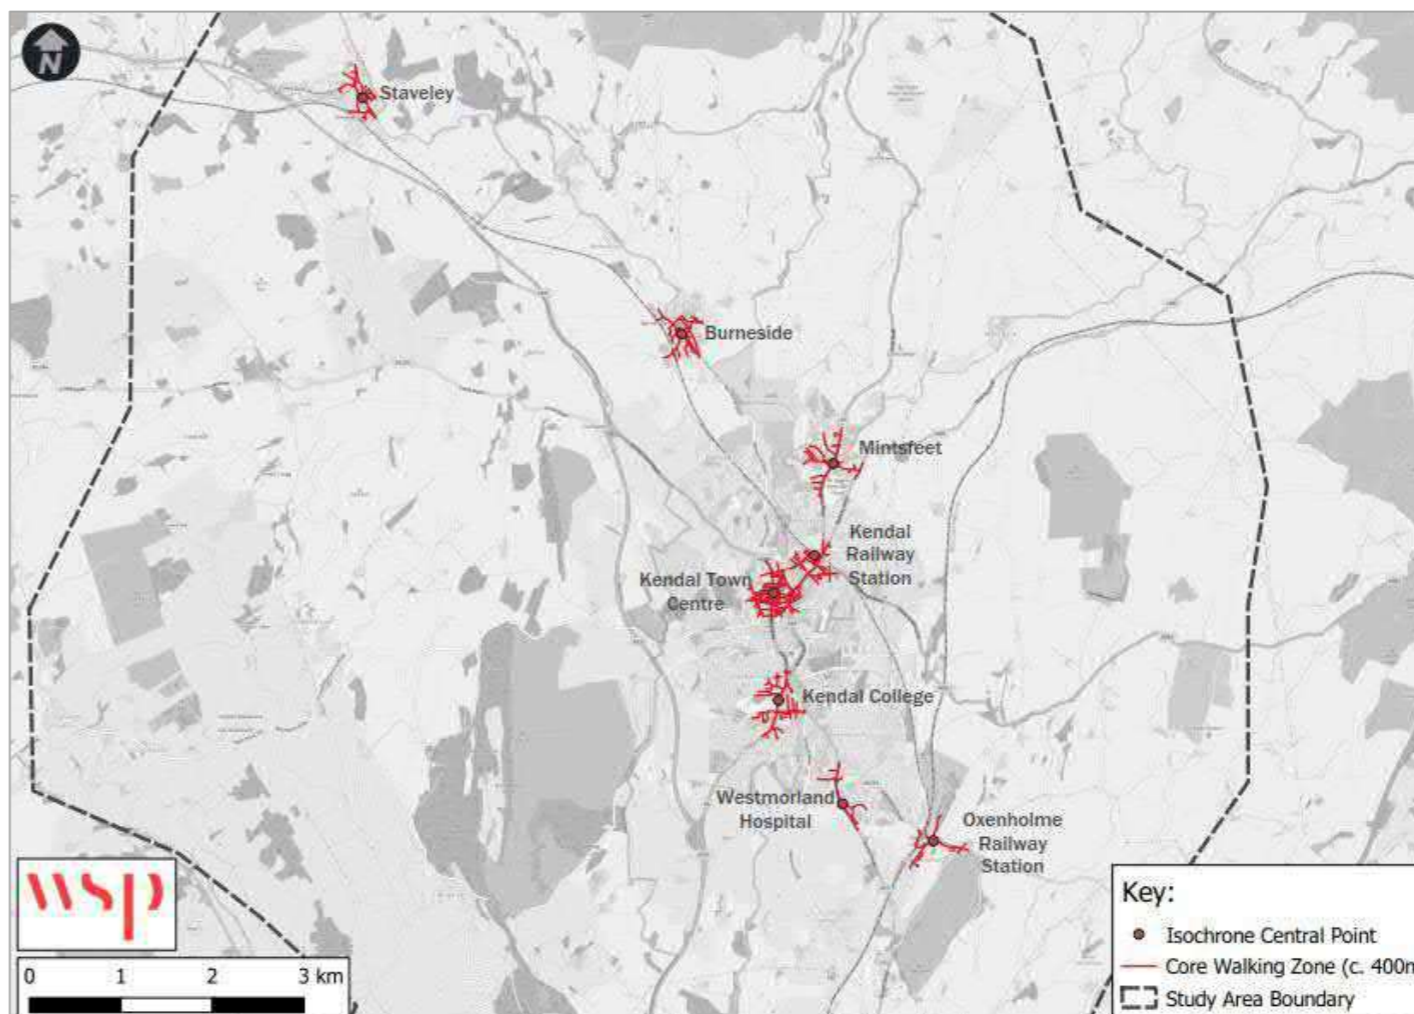 N
Staveley
Burneside
Mintsfeet
Kendal
Railway
Station
Kendal Town
Centre
Kendal College
Westmorland
Hospital
Oxenholme
Railway
Station
wsp
0 1 2 3 km
Key:
Isochrone Central Point
Core Walking Zone (c. 400m
Study Area Boundary